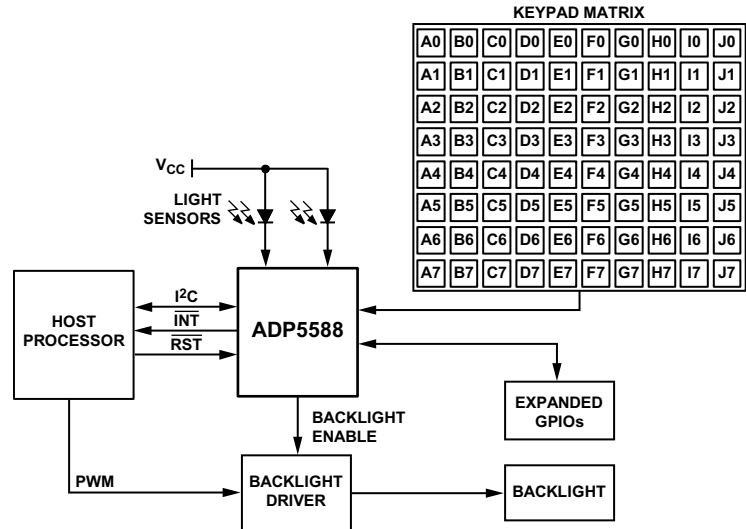 KEYPAD MATRIX
A0 B0 C0 D0 E0 F0 G0 H0 I0 J0
A1 B1 C1 D1 E1 F1 G1 H1 I1 J1
A2 B2 C2 D2 E2 F2 G2 H2 I2 J2
A3 B3 C3 D3 E3 F3 G3 H3 I3 J3
A4 B4 C4 D4 E4 F4 G4 H4 I4 J4
A5 B5 C5 D5 E5 F5 G5 H5 I5 J5
A6 B6 C6 D6 E6 F6 G6 H6 I6 J6
A7 B7 C7 D7 E7 F7 G7 H7 I7 J7
VCC
LIGHT
SENSORS
HOST
PROCESSOR
I²C
INT
RST
ADP5588
BACKLIGHT
ENABLE
EXPANDED
GPIOs
PWM
BACKLIGHT
DRIVER
BACKLIGHT